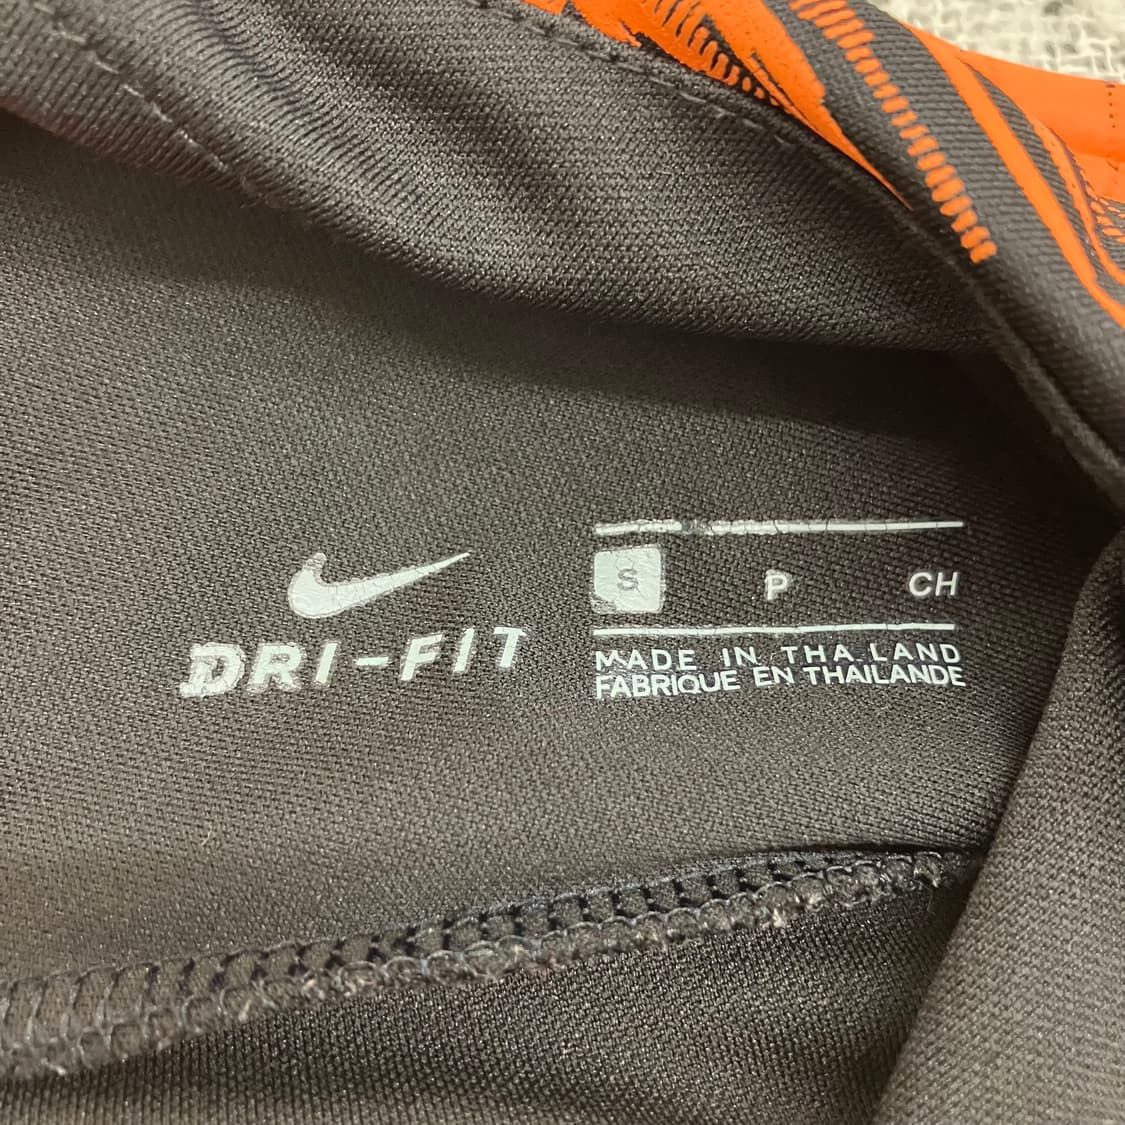 DRI-FIT
S P CH
MADE IN THAILAND
FABRIQUE EN THAILANDE